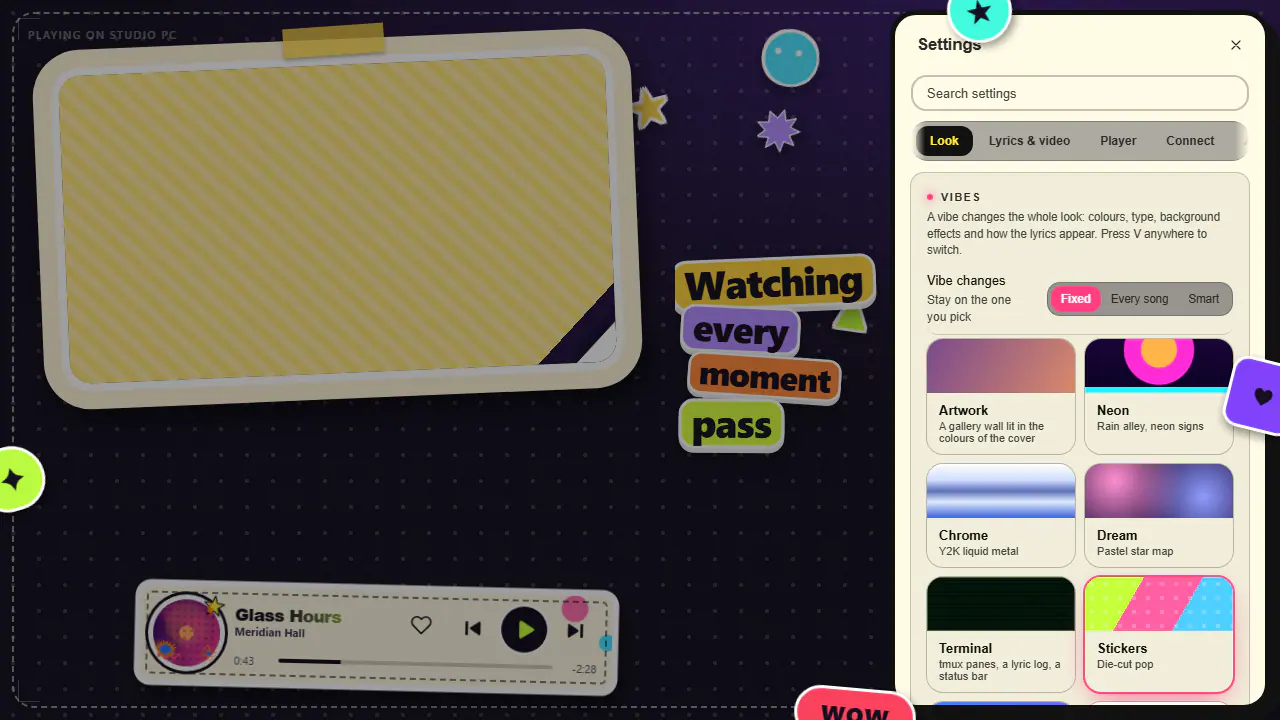 PLAYING ON STUDIO PC
Watching
every
moment
pass
Glass Hours
Meridian Hall
0:43
-2:28
wow
Settings
Search settings
Look
Lyrics & video
Player
Connect
VIBES
A vibe changes the whole look: colours, type, background
effects and how the lyrics appear. Press V anywhere to
switch.
Vibe changes
Stay on the one
you pick
Fixed
Every song
Smart
Artwork
A gallery wall lit in the
colours of the cover
Neon
Rain alley, neon signs
Chrome
Y2K liquid metal
Dream
Pastel star map
Terminal
tmux panes, a lyric log, a
status bar
Stickers
Die-cut pop